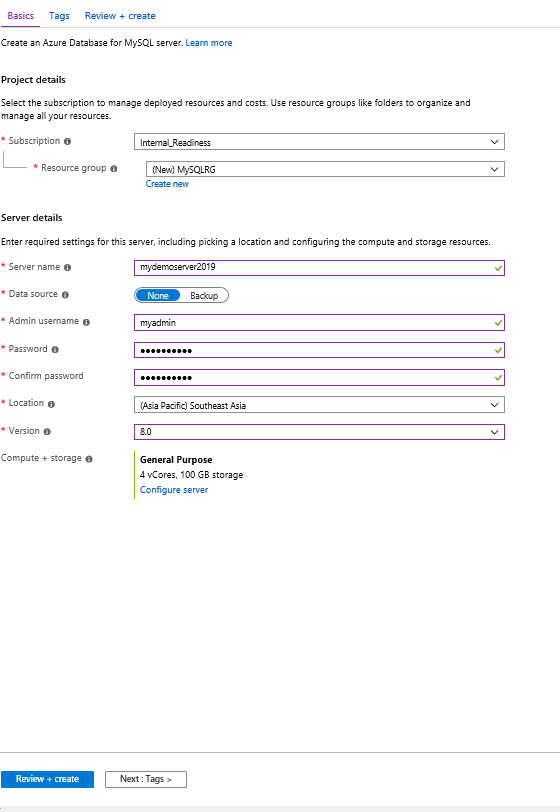 Basics Tags Review + create
Create an Azure Database for MySQL server. Learn more
Project details
Select the subscription to manage deployed resources and costs. Use resource groups like folders to organize and
manage all your resources.
* Subscription
Internal_Readiness
* Resource group
(New) MySQLRG
Create new
Server details
Enter required settings for this server, including picking a location and configuring the compute and storage resources.
* Server name
mydemoserver2019
* Data source
None Backup
* Admin username
myadmin
* Password
••••••••••
* Confirm password
••••••••••
* Location
(Asia Pacific) Southeast Asia
* Version
8.0
Compute + storage
General Purpose
4 vCores, 100 GB storage
Configure server
Review + create
Next : Tags >